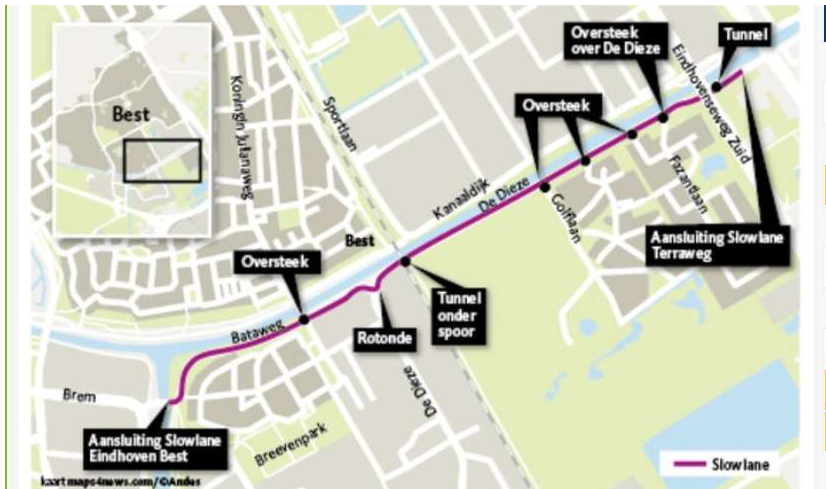 Oversteek
over De Dieze
Tunnel
Eindhovenseweg Zuid
Best
Koningin Julianaweg
Sportlaan
Oversteek
Fazantlaan
Kanaaldijk
De Dieze
Golflaan
Best
Aansluiting Slowlane
Terraweg
Oversteek
Tunnel
onder
spoor
Bataweg
Rotonde
De Dieze
Brem
Aansluiting Slowlane
Eindhoven Best
Breevenpark
Slowlane
kaart maps4news.com/©Andes